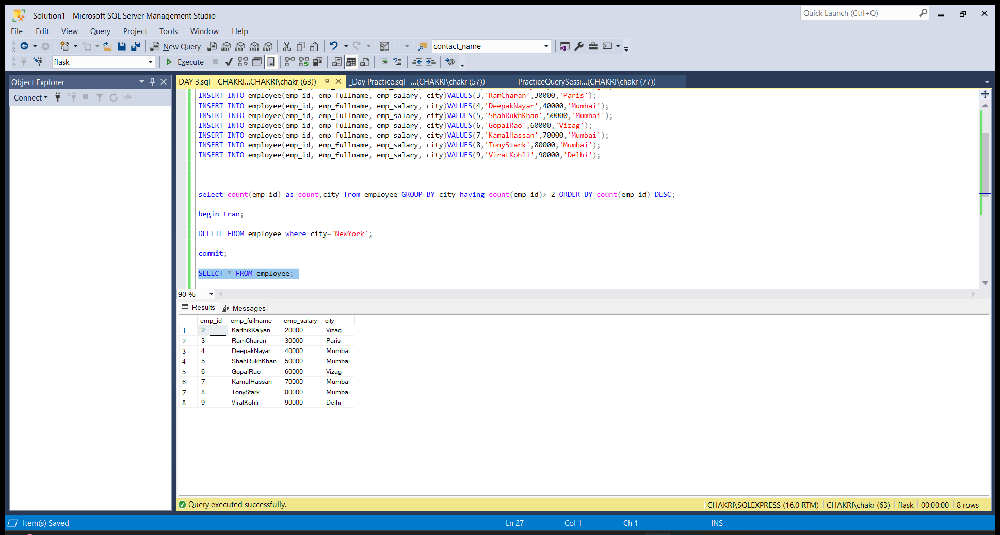 Solution1 - Microsoft SQL Server Management Studio
Quick Launch (Ctrl+Q)
File Edit View Query Project Tools Window Help
New Query MDX DMX XMLA DAX contact_name
flask Execute
Object Explorer
Connect
DAY 3.sql - CHAKRI...CHAKRI\chakr (63)) _Day Practice.sql -...(CHAKRI\chakr (57)) PracticeQuerySessi...(CHAKRI\chakr (77))
INSERT INTO employee(emp_id, emp_fullname, emp_salary, city)VALUES(3,'RamCharan',30000,'Paris');
INSERT INTO employee(emp_id, emp_fullname, emp_salary, city)VALUES(4,'DeepakNayar',40000,'Mumbai');
INSERT INTO employee(emp_id, emp_fullname, emp_salary, city)VALUES(5,'ShahRukhKhan',50000,'Mumbai');
INSERT INTO employee(emp_id, emp_fullname, emp_salary, city)VALUES(6,'GopalRao',60000,'Vizag');
INSERT INTO employee(emp_id, emp_fullname, emp_salary, city)VALUES(7,'KamalHassan',70000,'Mumbai');
INSERT INTO employee(emp_id, emp_fullname, emp_salary, city)VALUES(8,'TonyStark',80000,'Mumbai');
INSERT INTO employee(emp_id, emp_fullname, emp_salary, city)VALUES(9,'ViratKohli',90000,'Delhi');
select count(emp_id) as count,city from employee GROUP BY city having count(emp_id)>=2 ORDER BY count(emp_id) DESC;
begin tran;
DELETE FROM employee where city='NewYork';
commit;
SELECT * FROM employee;
90 %
Results Messages
emp_id emp_fullname emp_salary city
1 2 KarthikKalyan 20000 Vizag
2 3 RamCharan 30000 Paris
3 4 DeepakNayar 40000 Mumbai
4 5 ShahRukhKhan 50000 Mumbai
5 6 GopalRao 60000 Vizag
6 7 KamalHassan 70000 Mumbai
7 8 TonyStark 80000 Mumbai
8 9 ViratKohli 90000 Delhi
Query executed successfully. CHAKRI\SQLEXPRESS (16.0 RTM) CHAKRI\chakr (63) flask 00:00:00 8 rows
Item(s) Saved Ln 27 Col 1 Ch 1 INS